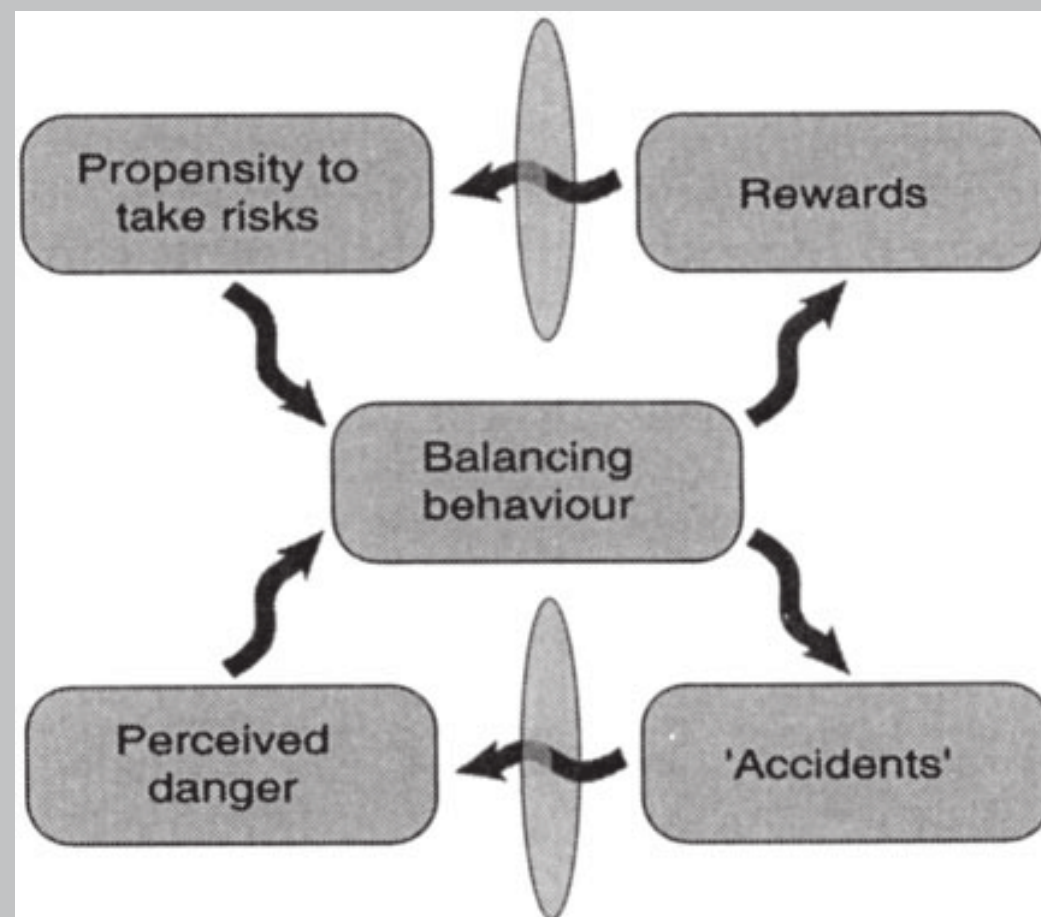 Propensity to
take risks
Rewards
Balancing
behaviour
Perceived
danger
'Accidents'